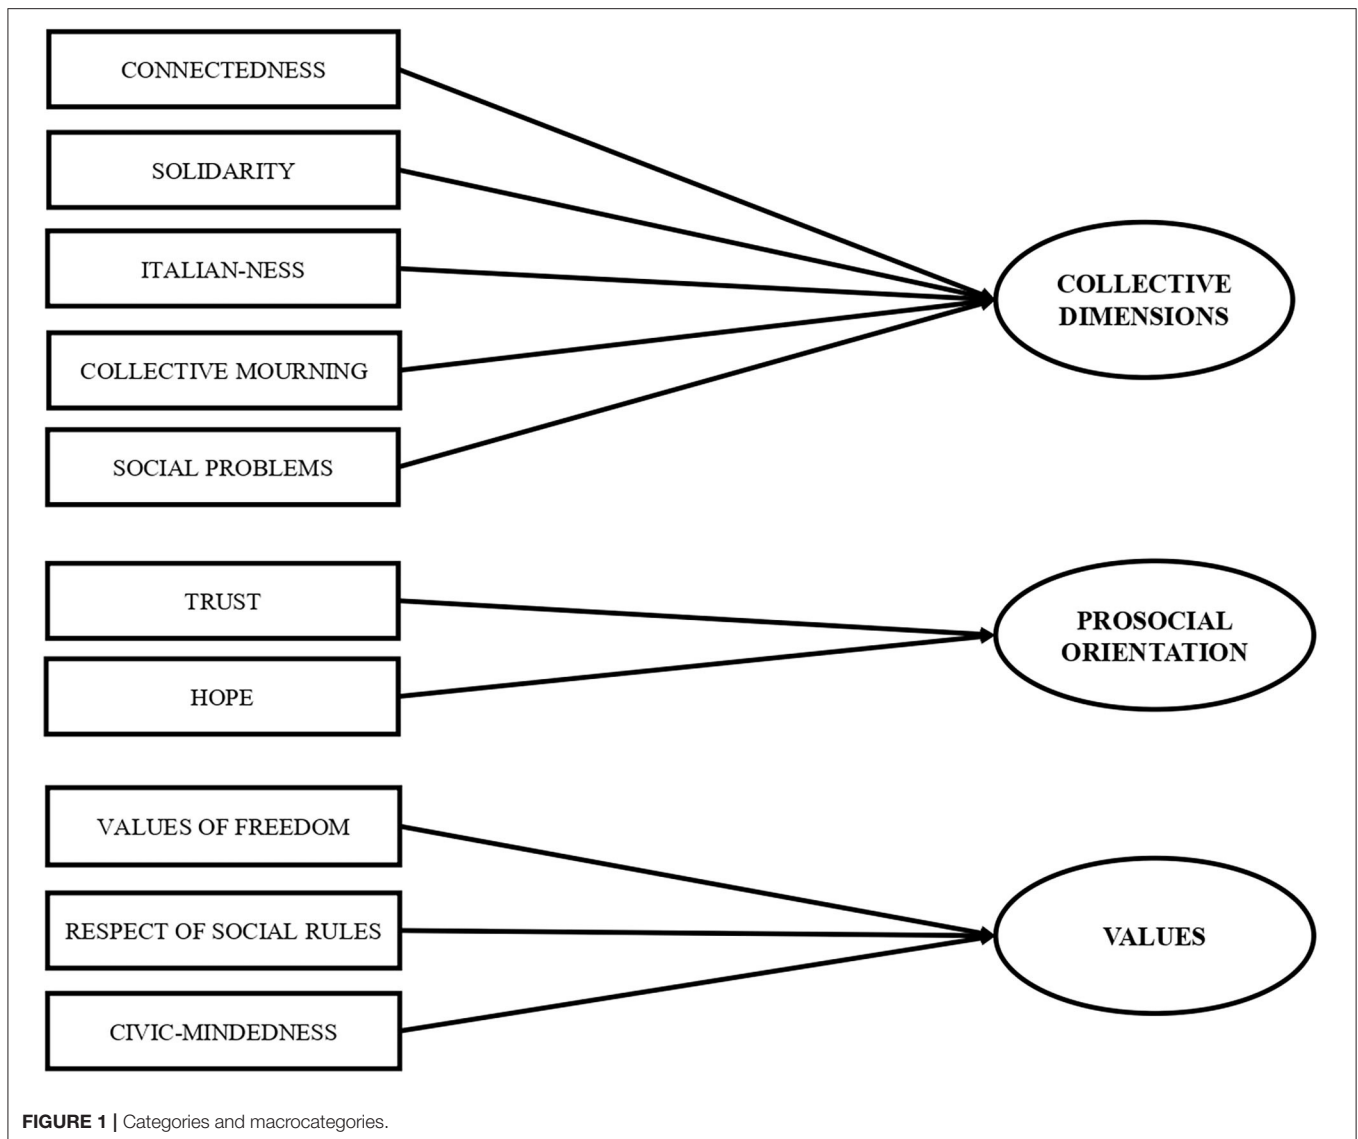 CONNECTEDNESS
SOLIDARITY
ITALIAN-NESS
COLLECTIVE MOURNING
SOCIAL PROBLEMS
COLLECTIVE
DIMENSIONS
TRUST
HOPE
PROSOCIAL
ORIENTATION
VALUES OF FREEDOM
RESPECT OF SOCIAL RULES
CIVIC-MINDEDNESS
VALUES
FIGURE 1 | Categories and macrocategories.